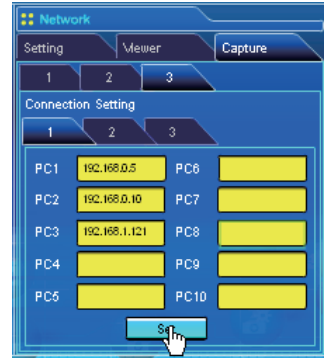 Network
Setting Viewer Capture
1 2 3
Connection Setting
1 2 3
PC1 192.168.0.5 PC6
PC2 192.168.0.10 PC7
PC3 192.168.1.121 PC8
PC4 PC9
PC5 PC10